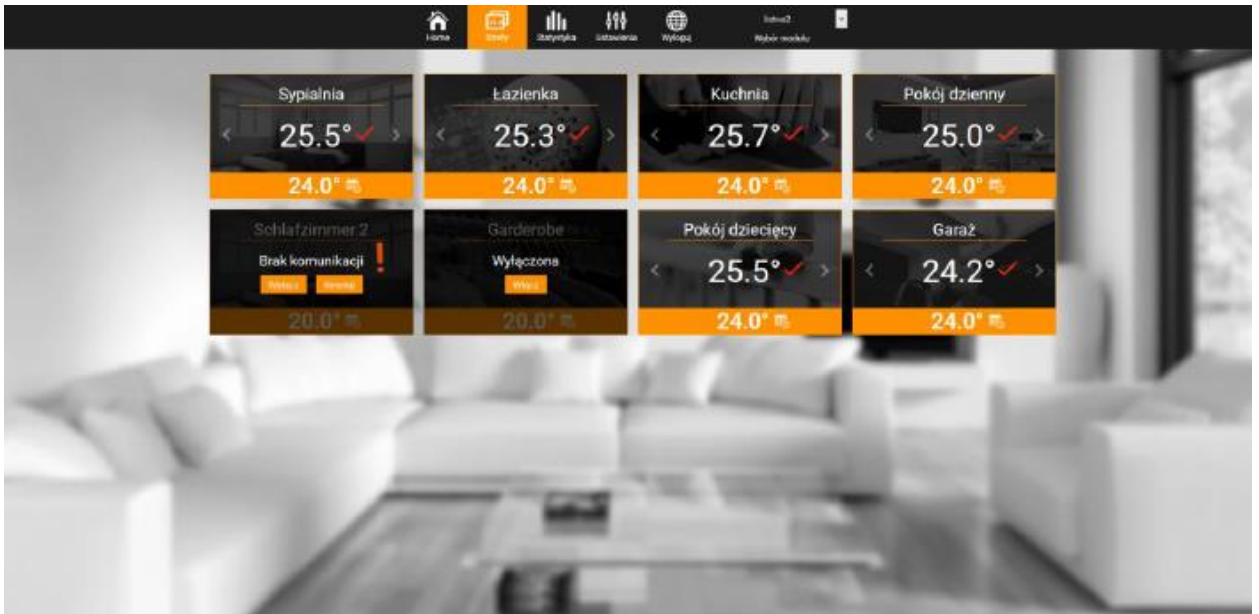 Home
Strefy
Statystyka
Ustawienia
Wyloguj
Wybór modułu
Sypialnia
25.5°
24.0°
Łazienka
25.3°
24.0°
Kuchnia
25.7°
24.0°
Pokój dzienny
25.0°
24.0°
Schlafzimmer 2
Brak komunikacji
20.0°
Garderobe
Wyłączona
Włącz
20.0°
Pokój dziecięcy
25.5°
24.0°
Garaż
24.2°
24.0°